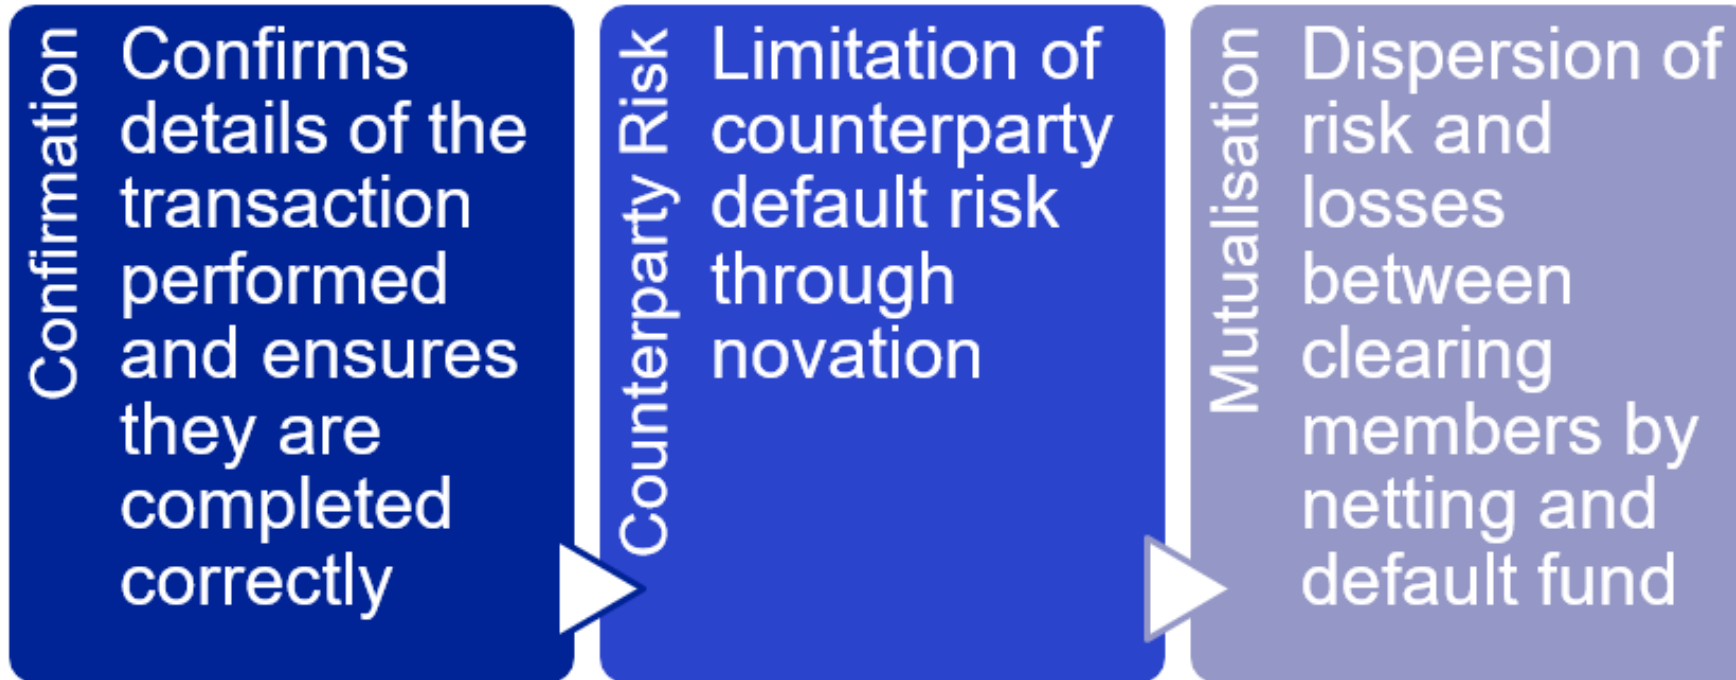 Confirmation
Confirms
details of the
transaction
performed
and ensures
they are
completed
correctly
Counterparty Risk
Limitation of
counterparty
default risk
through
novation
Mutualisation
Dispersion of
risk and
losses
between
clearing
members by
netting and
default fund